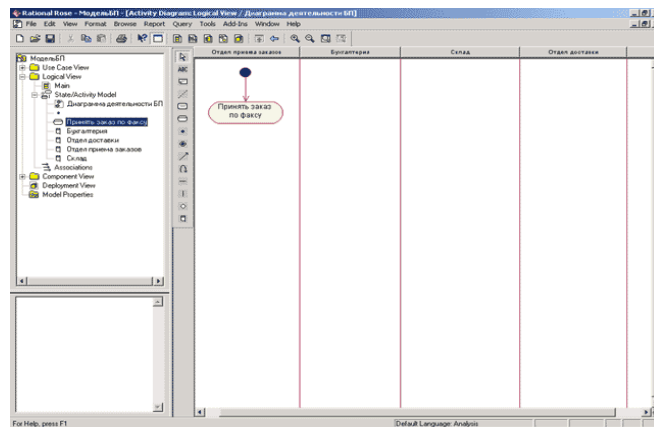 Rational Rose - МодельБП - [Activity Diagram: Logical View / Диаграмма деятельности БП]
File Edit View Format Browse Report Query Tools Add-Ins Window Help
МодельБП
Use Case View
Logical View
Main
State/Activity Model
Диаграмма деятельности БП
Принять заказ по факсу
Бухгалтерия
Отдел доставки
Отдел приема заказов
Склад
Associations
Component View
Deployment View
Model Properties
ABC
Отдел приема заказов
Бухгалтерия
Склад
Отдел доставки
Принять заказ
по факсу
For Help, press F1
Default Language: Analysis